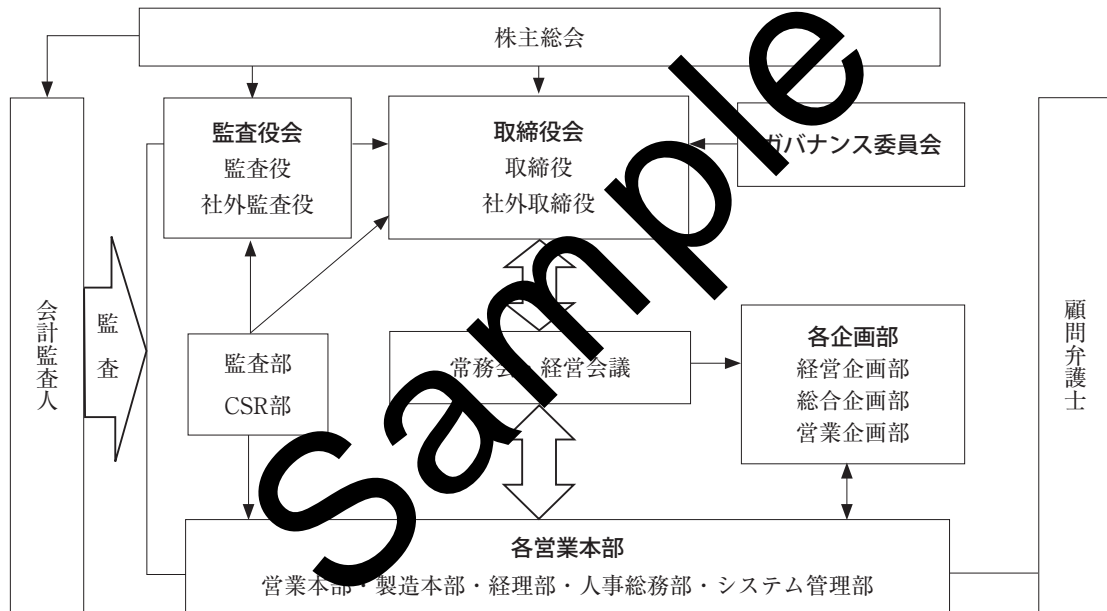 株主総会
監査役会
監査役
社外監査役
取締役会
取締役
社外取締役
ガバナンス委員会
会計監査人
監査
監査部
CSR部
常務会・経営会議
各企画部
経営企画部
総合企画部
営業企画部
顧問弁護士
各営業本部
営業本部・製造本部・経理部・人事総務部・システム管理部
Sample